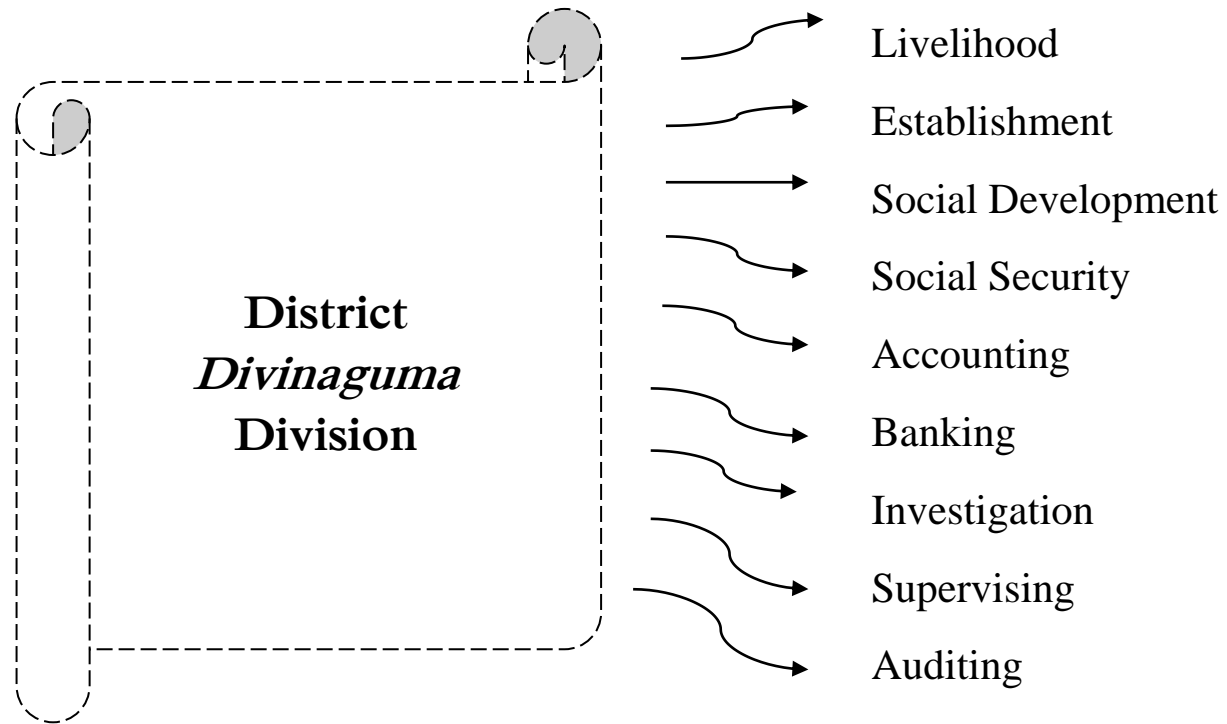 District
Divinaguma
Division
Livelihood
Establishment
Social Development
Social Security
Accounting
Banking
Investigation
Supervising
Auditing